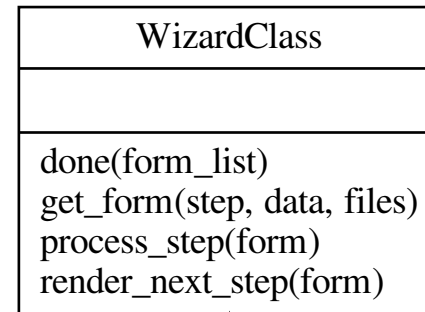 WizardClass
done(form_list)
get_form(step, data, files)
process_step(form)
render_next_step(form)